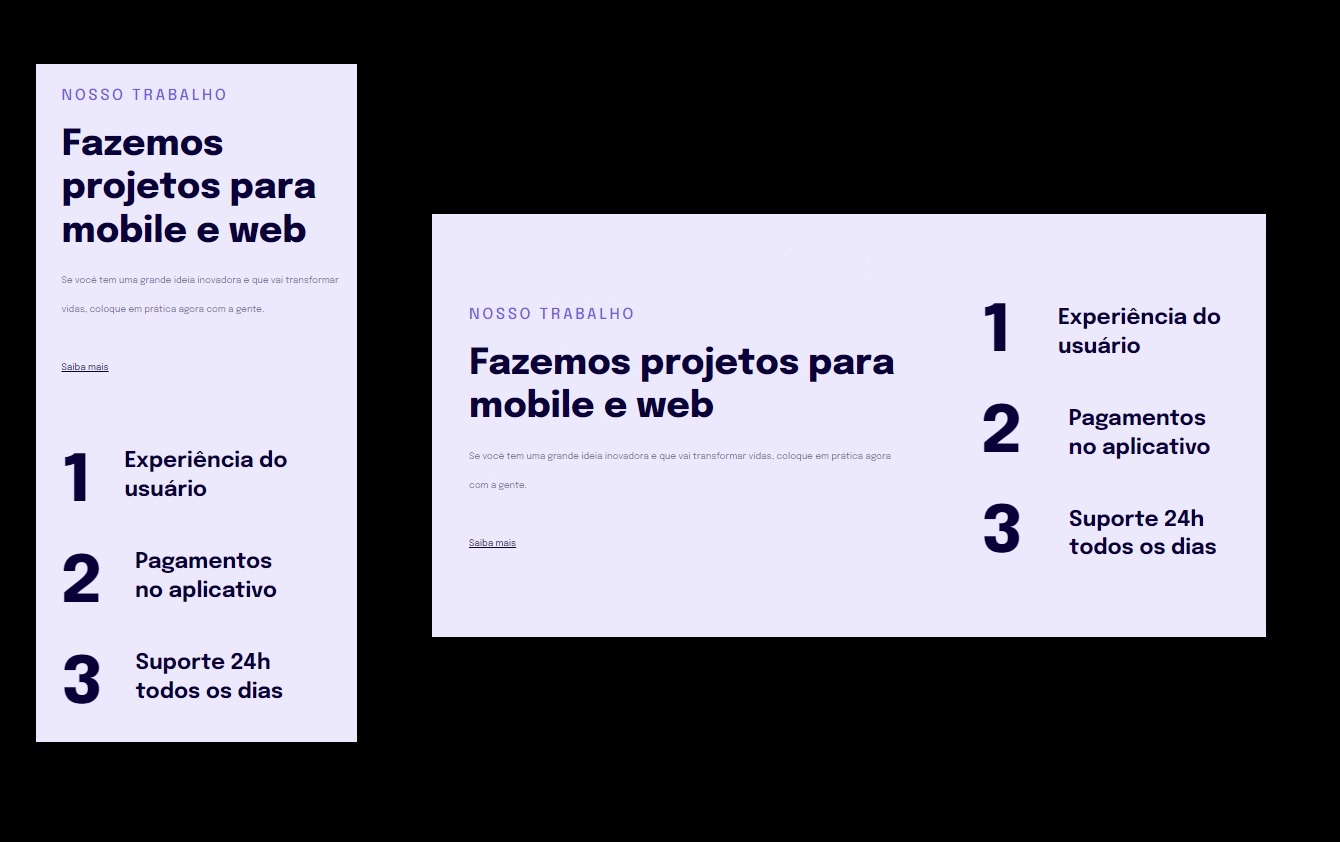 NOSSO TRABALHO
Fazemos
projetos para
mobile e web
Se você tem uma grande ideia inovadora e que vai transformar
vidas, coloque em prática agora com a gente.
Saiba mais
1 Experiência do
usuário
2 Pagamentos
no aplicativo
3 Suporte 24h
todos os dias
NOSSO TRABALHO
Fazemos projetos para
mobile e web
Se você tem uma grande ideia inovadora e que vai transformar vidas, coloque em prática agora
com a gente.
Saiba mais
1 Experiência do
usuário
2 Pagamentos
no aplicativo
3 Suporte 24h
todos os dias